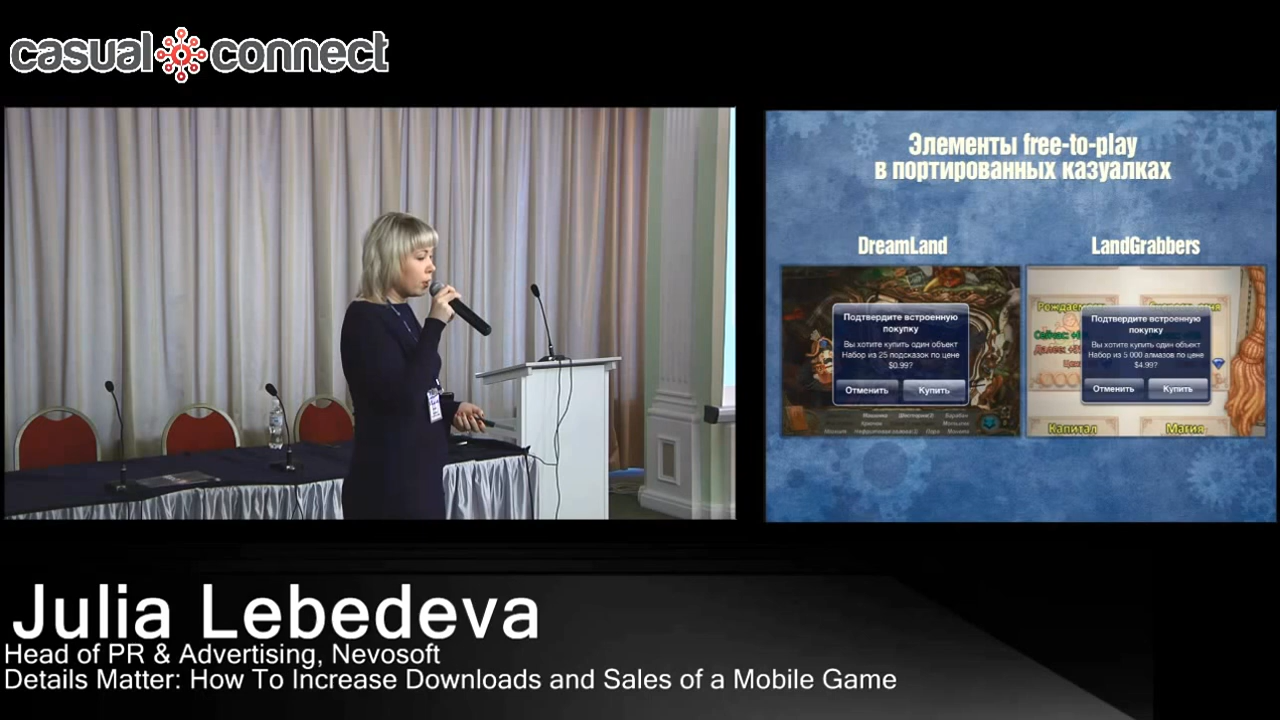 casual connect
Элементы free-to-play
в портированных казуалках
DreamLand
LandGrabbers
Подтвердите встроенную
покупку
Вы хотите купить один объект
Набор из 25 подсказок по цене
$0.99?
Отменить Купить
Подтвердите встроенную
покупку
Вы хотите купить один объект
Набор из 5 000 алмазов по цене
$4.99?
Отменить Купить
Капитал Магия
Julia Lebedeva
Head of PR & Advertising, Nevosoft
Details Matter: How To Increase Downloads and Sales of a Mobile Game